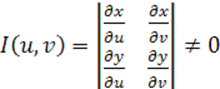 I(u,v) = | ∂x/∂u ∂x/∂v |
| ∂y/∂u ∂y/∂v | ≠ 0